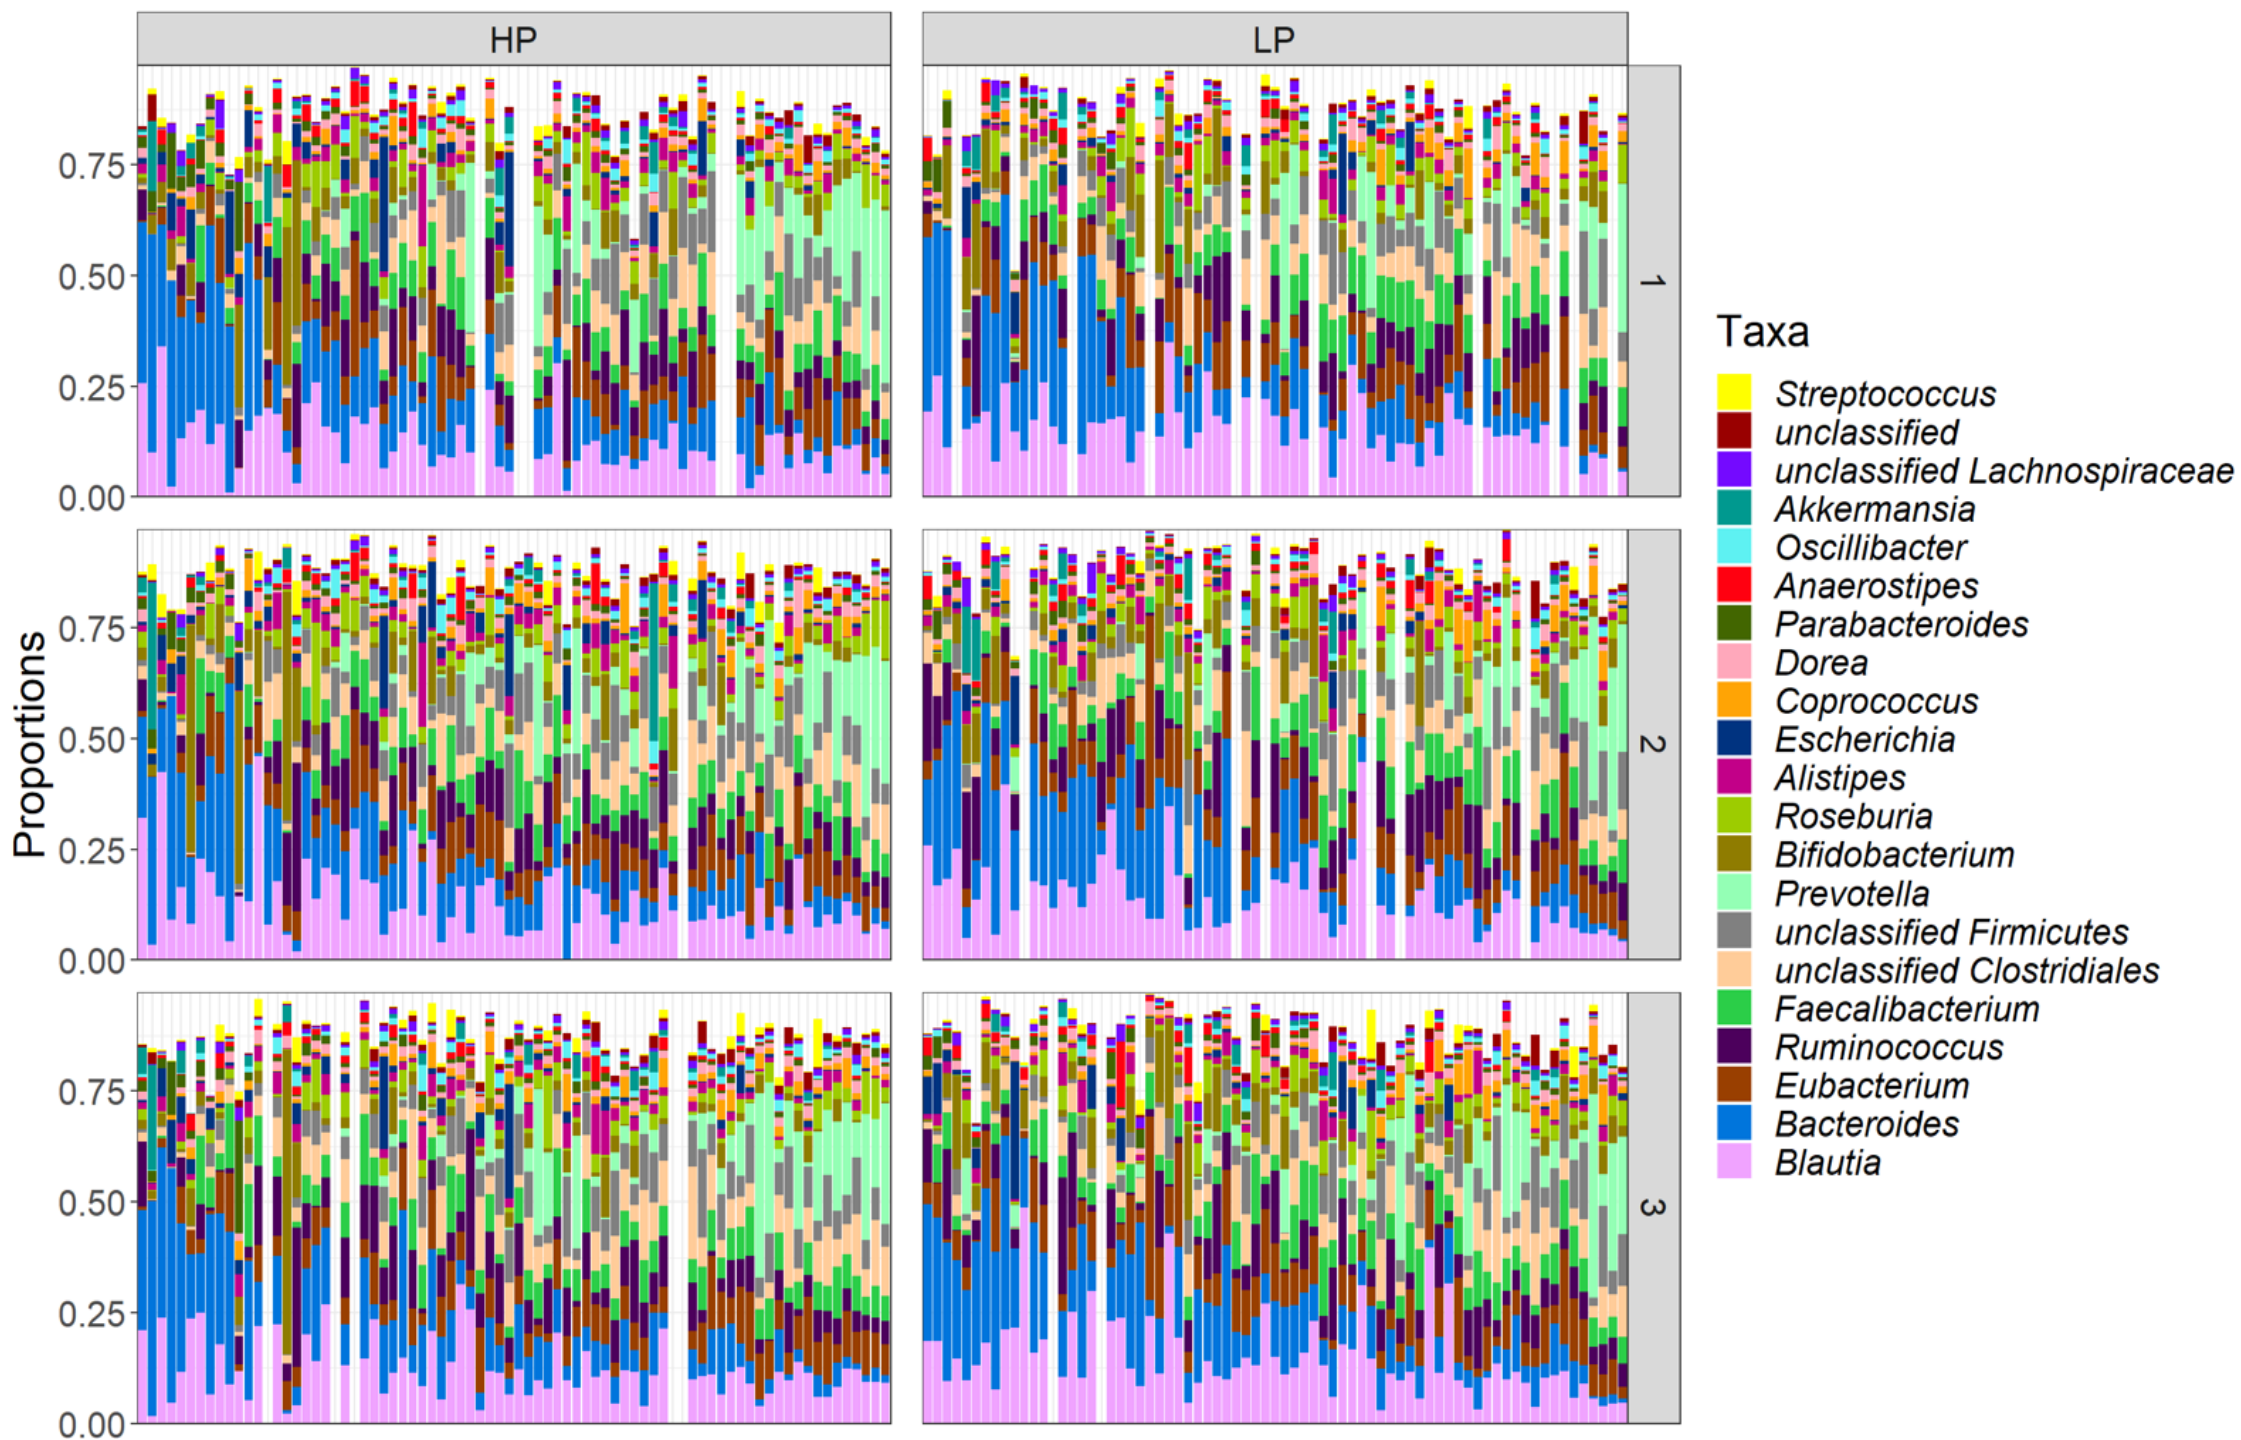 HP
LP
0.75
0.50
0.25
0.00
1
0.75
0.50
0.25
0.00
2
0.75
0.50
0.25
0.00
3
Proportions
Taxa
Streptococcus
unclassified
unclassified Lachnospiraceae
Akkermansia
Oscillibacter
Anaerostipes
Parabacteroides
Dorea
Coprococcus
Escherichia
Alistipes
Roseburia
Bifidobacterium
Prevotella
unclassified Firmicutes
unclassified Clostridiales
Faecalibacterium
Ruminococcus
Eubacterium
Bacteroides
Blautia